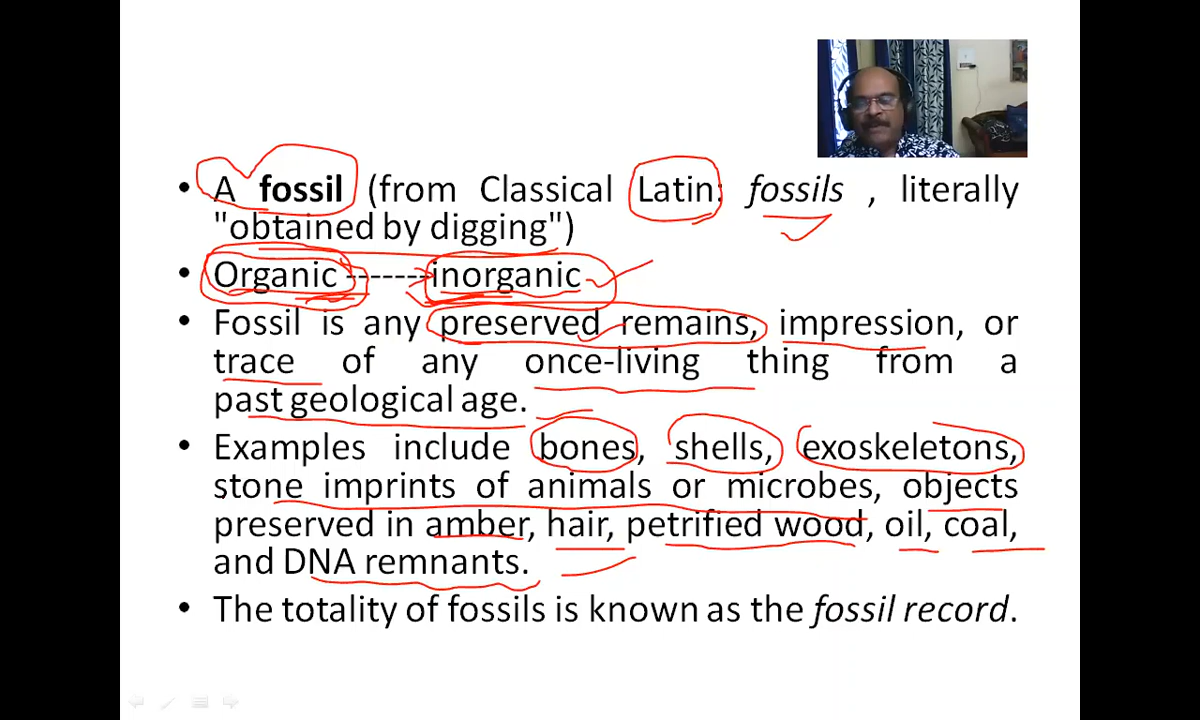 • A fossil (from Classical Latin: fossils , literally
"obtained by digging")
• Organic -------inorganic
• Fossil is any preserved remains, impression, or
trace of any once-living thing from a
past geological age.
• Examples include bones, shells, exoskeletons,
stone imprints of animals or microbes, objects
preserved in amber, hair, petrified wood, oil, coal,
and DNA remnants.
• The totality of fossils is known as the fossil record.